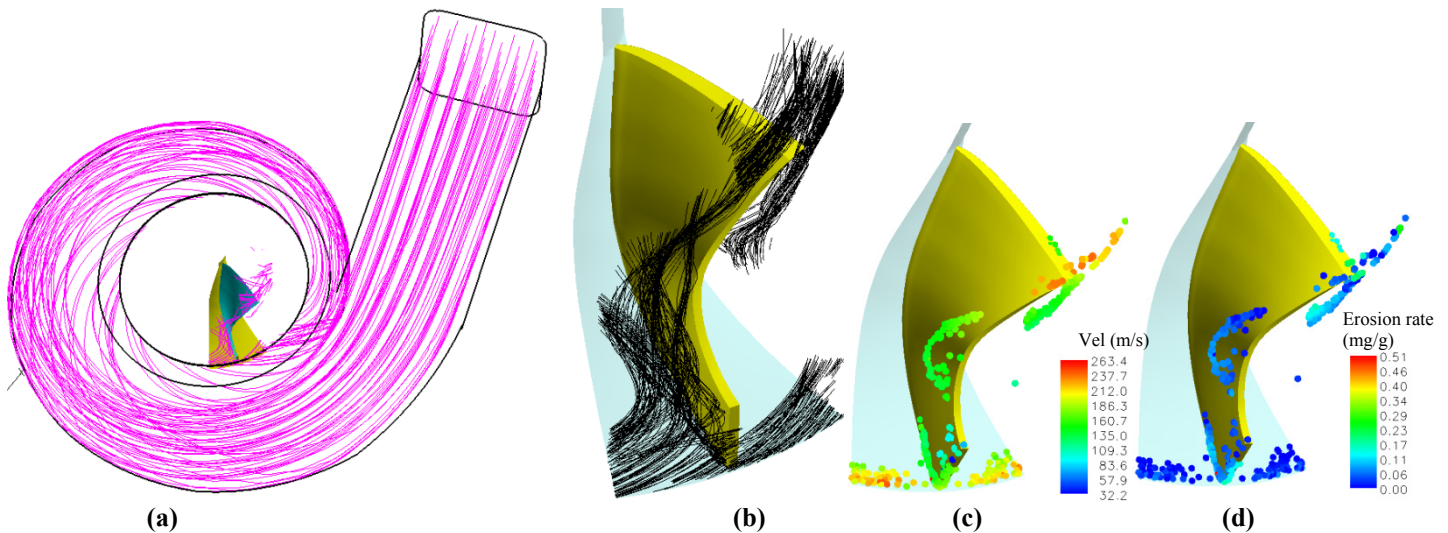 Vel (m/s)
263.4
237.7
212.0
186.3
160.7
135.0
109.3
83.6
57.9
32.2
Erosion rate
(mg/g)
0.51
0.46
0.40
0.34
0.29
0.23
0.17
0.11
0.06
0.00
(a)
(b)
(c)
(d)